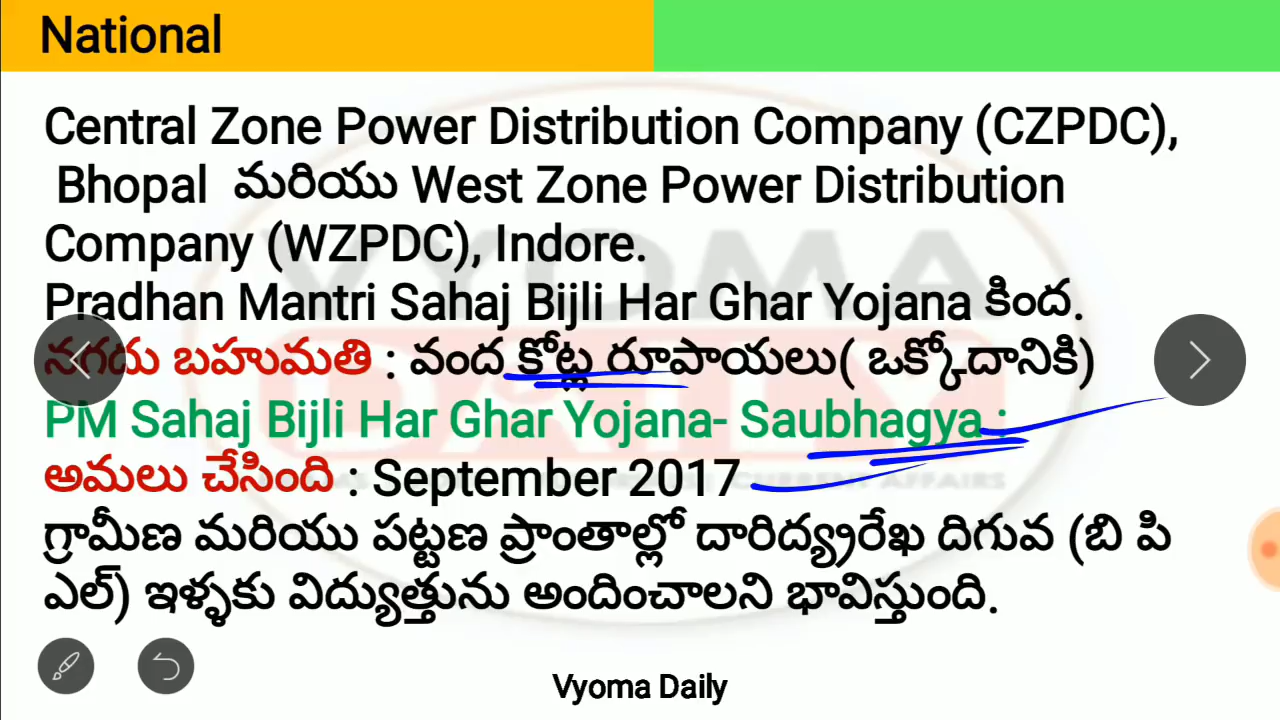 National
Central Zone Power Distribution Company (CZPDC),
Bhopal మరియు West Zone Power Distribution
Company (WZPDC), Indore.
Pradhan Mantri Sahaj Bijli Har Ghar Yojana కింద.
నగదు బహుమతి : వంద కోట్ల రూపాయలు( ఒక్కోదానికి)
PM Sahaj Bijli Har Ghar Yojana- Saubhagya :
అమలు చేసింది : September 2017
గ్రామీణ మరియు పట్టణ ప్రాంతాల్లో దారిద్య్రరేఖ దిగువ (బి పి
ఎల్) ఇళ్ళకు విద్యుత్తును అందించాలని భావిస్తుంది.
Vyoma Daily